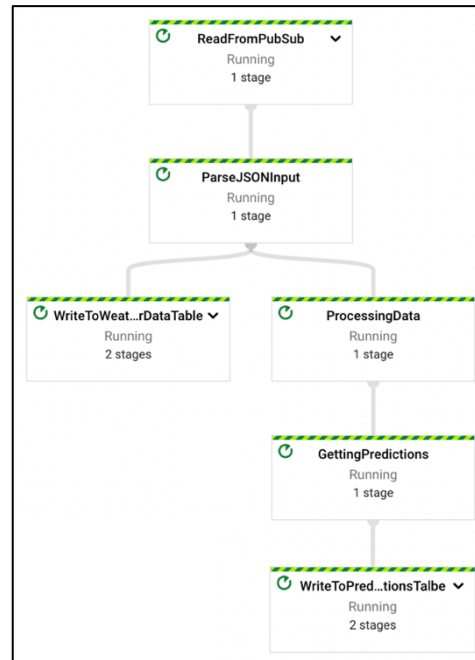 ReadFromPubSub
Running
1 stage
ParseJSONInput
Running
1 stage
WriteToWeat...rDataTable
Running
2 stages
ProcessingData
Running
1 stage
GettingPredictions
Running
1 stage
WriteToPred...tionsTalbe
Running
2 stages